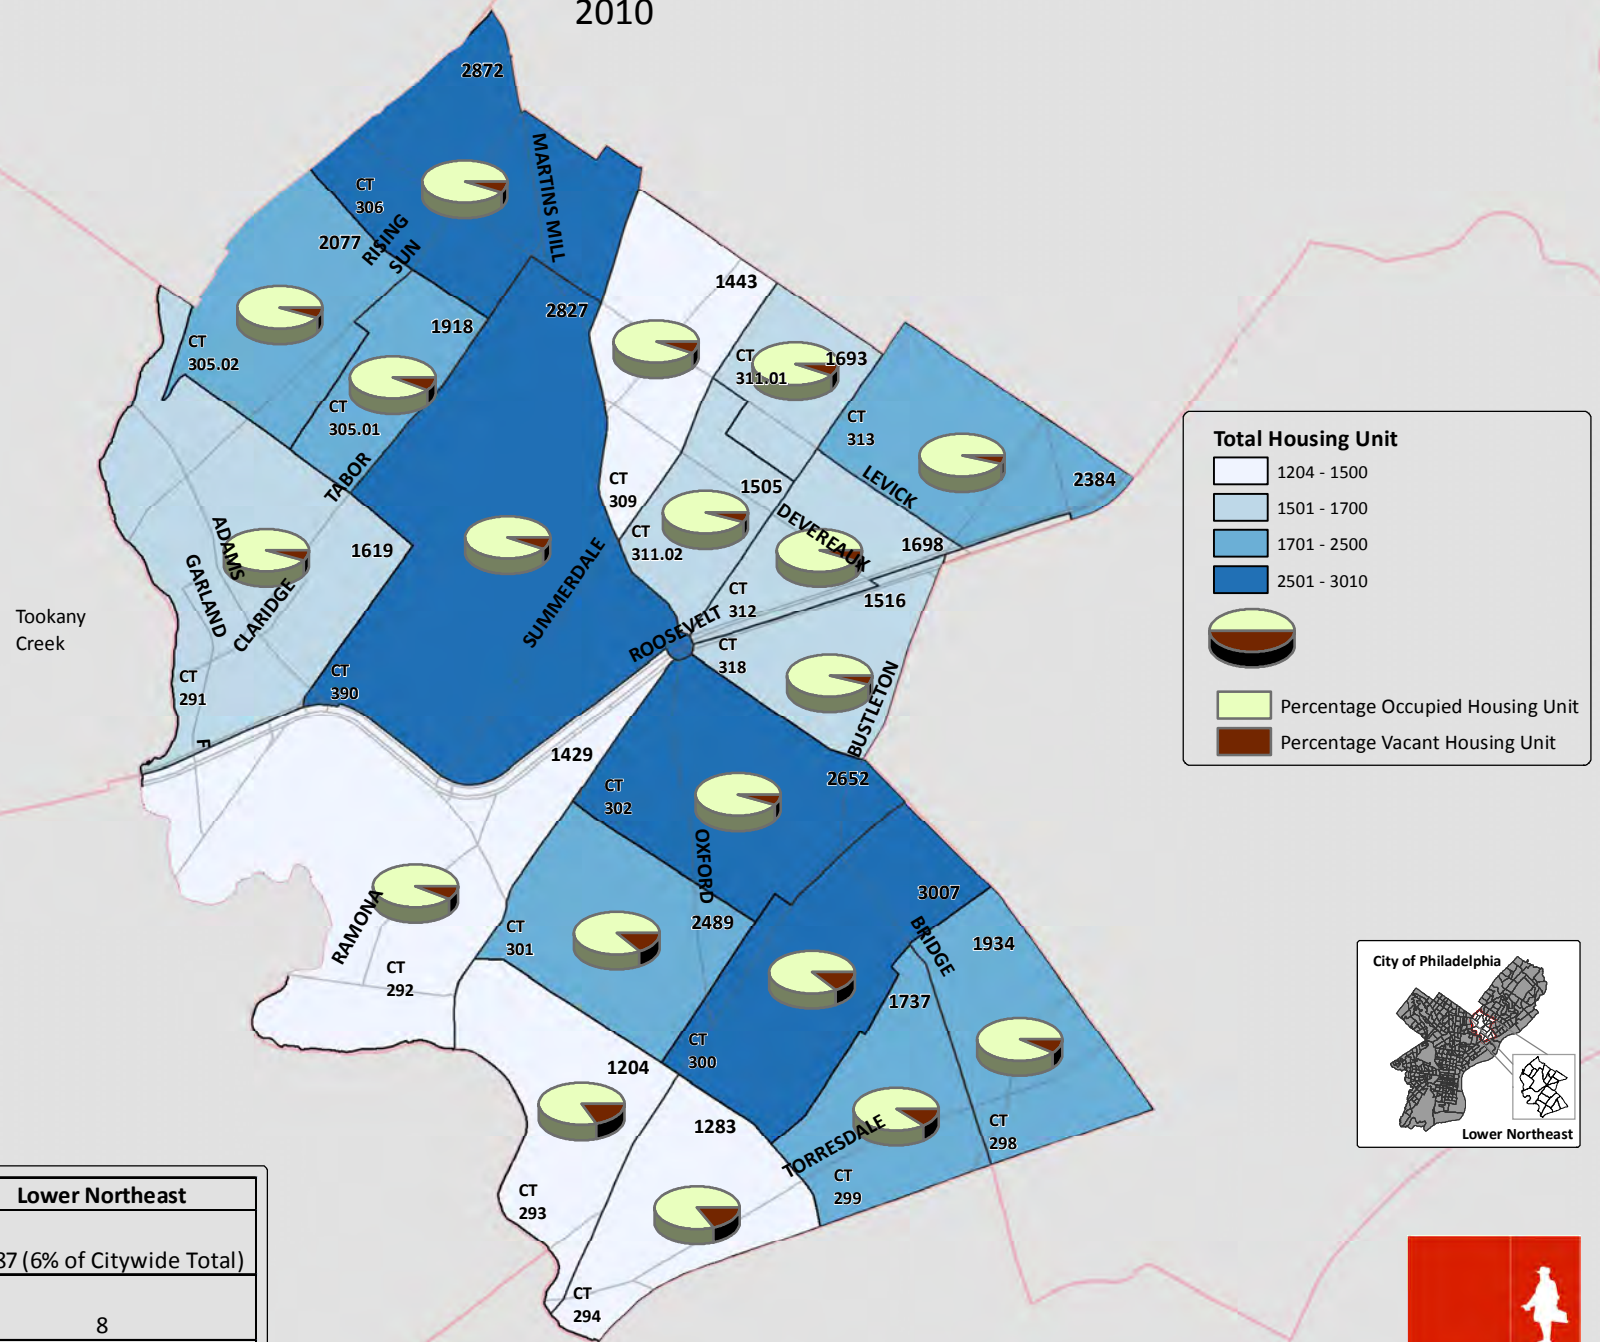 2010
2872
MARTINS MILL
CT
306
RISING
SUN
2077
CT
305.02
1918
CT
305.01
TABOR
2827
1443
CT
309
CT
311.01
1693
CT
313
LEVICK
2384
1505
CT
311.02
DEVEREAUX
1698
CT
312
1516
CT
318
ROOSEVELT
BUSTLETON
SUMMERDALE
CT
390
1619
ADAMS
GARLAND
CLARIDGE
CT
291
Tookany
Creek
1429
RAMONA
CT
292
CT
302
2652
OXFORD
CT
301
2489
3007
BRIDGE
CT
300
1934
1737
CT
298
TORRESDALE
CT
299
1204
CT
293
1283
CT
294
Total Housing Unit
1204 - 1500
1501 - 1700
1701 - 2500
2501 - 3010
Percentage Occupied Housing Unit
Percentage Vacant Housing Unit
City of Philadelphia
Lower Northeast
Lower Northeast
87 (6% of Citywide Total)
8